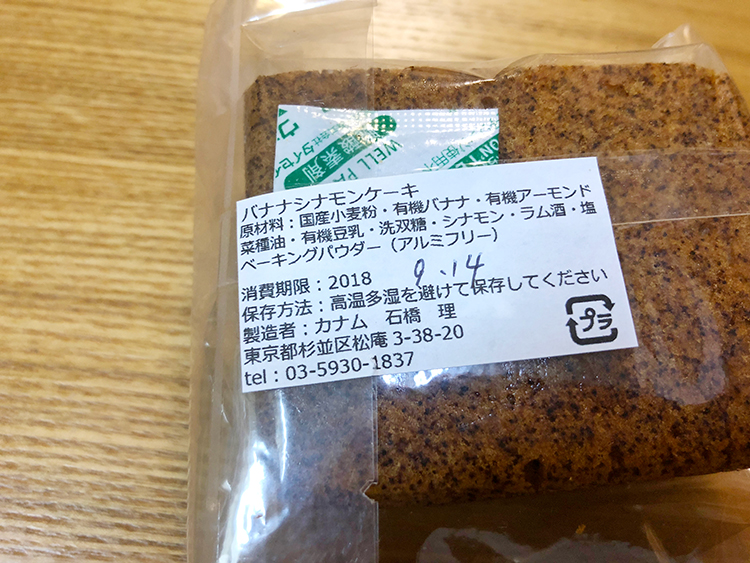 WELL PA
バナナシナモンケーキ
原材料：国産小麦粉・有機バナナ・有機アーモンド
菜種油・有機豆乳・洗双糖・シナモン・ラム酒・塩
ベーキングパウダー（アルミフリー）
消費期限：2018 9.14
保存方法：高温多湿を避けて保存してください
製造者：カナム 石橋 理
東京都杉並区松庵 3-38-20
tel：03-5930-1837
プラ